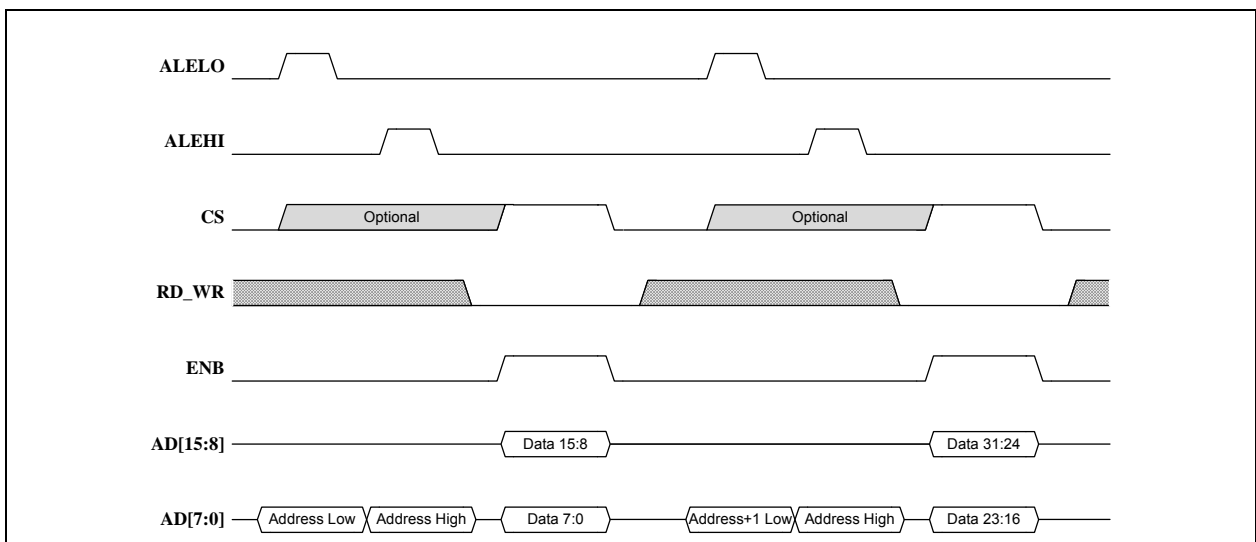 ALELO
ALEHI
CS Optional Optional
RD_WR
ENB
AD[15:8] Data 15:8 Data 31:24
AD[7:0] Address Low Address High Data 7:0 Address+1 Low Address High Data 23:16